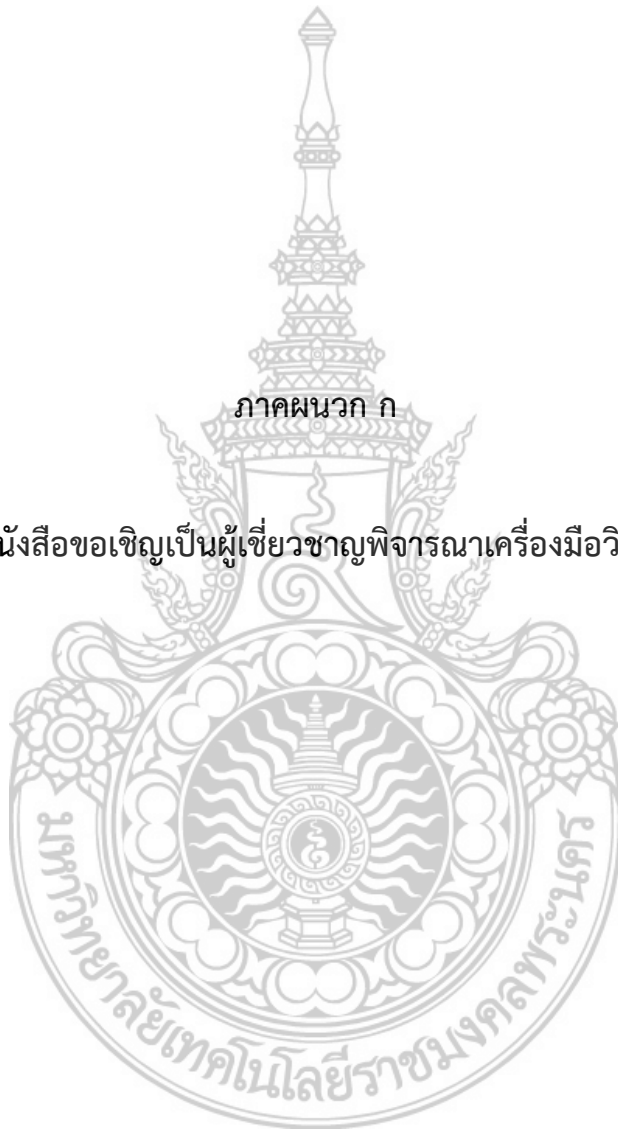 ภาคผนวก ก
นังสือขอเชิญเป็นผู้เชี่ยวชาญพิจารณาเครื่องมือวิ
มหาวิทยาลัยเทคโนโลยีราชมงคลพระนคร